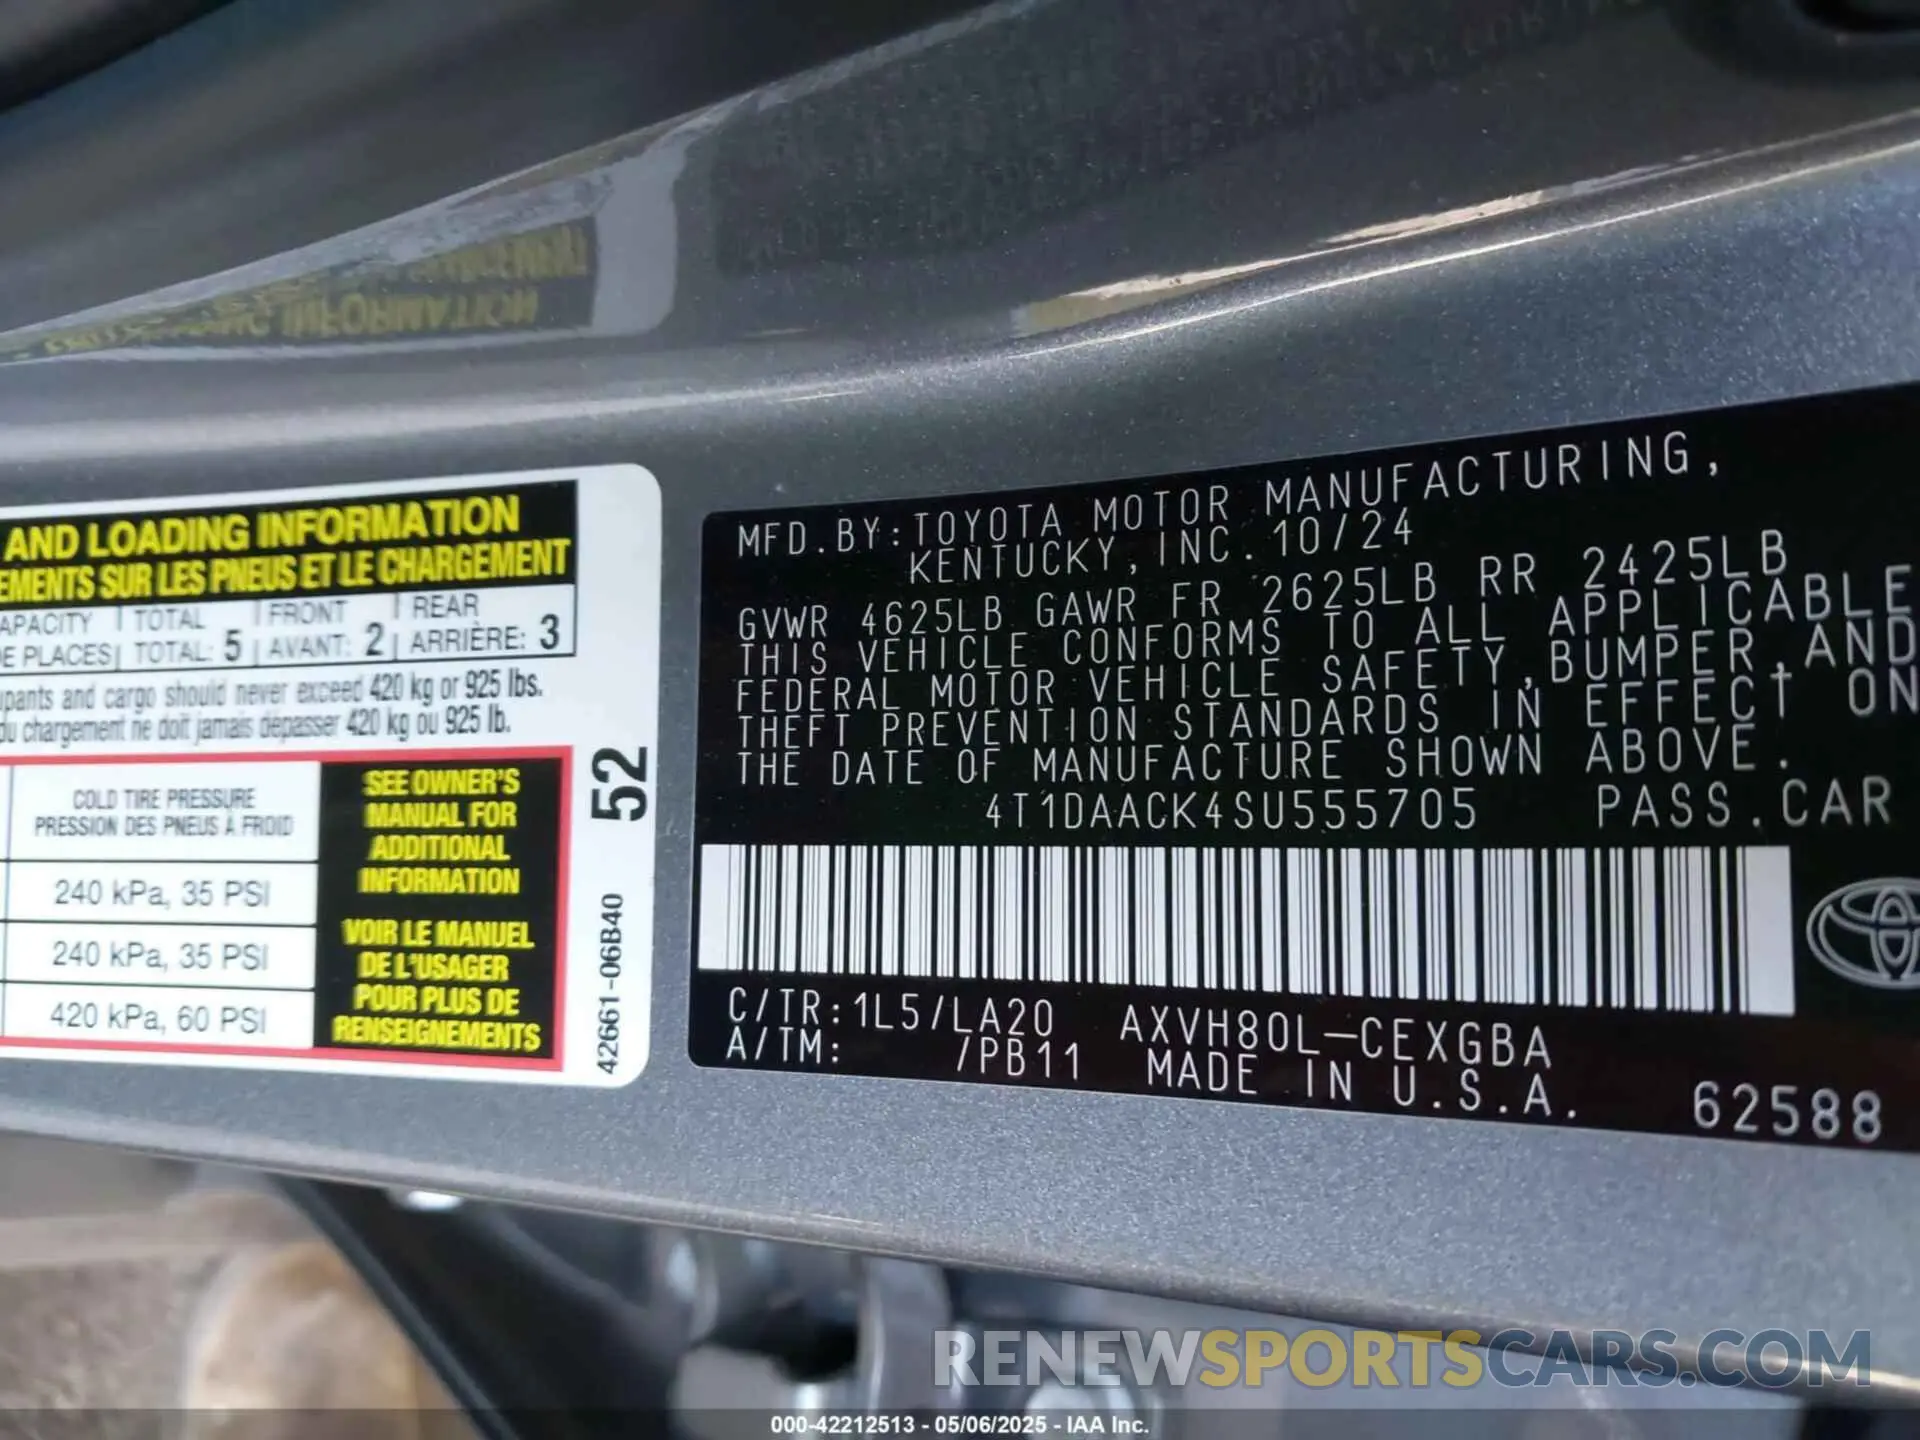 AND LOADING INFORMATION
EMENTS SUR LES PNEUS ET LE CHARGEMENT
APACITY TOTAL FRONT REAR
E PLACES TOTAL: 5 AVANT: 2 ARRIÈRE: 3
upants and cargo should never exceed 420 kg or 925 lbs.
du chargement ne doit jamais dépasser 420 kg ou 925 lb.
COLD TIRE PRESSURE
PRESSION DES PNEUS À FROID
240 kPa, 35 PSI
240 kPa, 35 PSI
420 kPa, 60 PSI
SEE OWNER'S
MANUAL FOR
ADDITIONAL
INFORMATION
VOIR LE MANUEL
DE L'USAGER
POUR PLUS DE
RENSEIGNEMENTS
52
42661-06B40
MFD.BY:TOYOTA MOTOR MANUFACTURING,
KENTUCKY, INC. 10/24
GVWR 4625LB GAWR FR 2625LB RR 2425LB
THIS VEHICLE CONFORMS TO ALL APPLICABLE
FEDERAL MOTOR VEHICLE SAFETY, BUMPER, AND
THEFT PREVENTION STANDARDS IN EFFECT ON
THE DATE OF MANUFACTURE SHOWN ABOVE.
4T1DAACK4SU555705 PASS.CAR
C/TR:1L5/LA20 AXVH80L-CEXGBA
A/TM: /PB11 MADE IN U.S.A.
62588
RENEWSPORTSCARS.COM
000-42212513 - 05/06/2025 - IAA Inc.